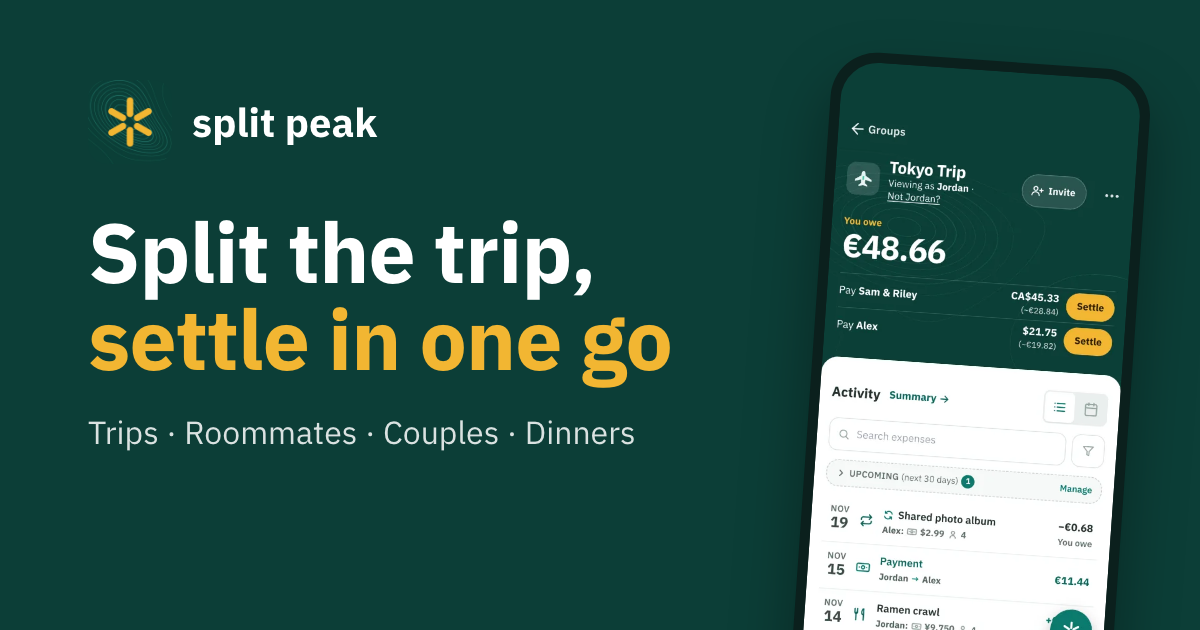 split peak
Split the trip,
settle in one go
Trips · Roommates · Couples · Dinners
← Groups
Tokyo Trip
Viewing as Jordan ·
Not Jordan?
Invite
You owe
€48.66
Pay Sam & Riley
CA$45.33
(~€28.84)
Settle
Pay Alex
$21.75
(~€19.82)
Settle
Activity
Summary →
Search expenses
UPCOMING (next 30 days) 1
Manage
NOV
19
Shared photo album
Alex: $2.99 4
−€0.68
You owe
NOV
15
Payment
Jordan → Alex
€11.44
NOV
14
Ramen crawl
Jordan: ¥9,750